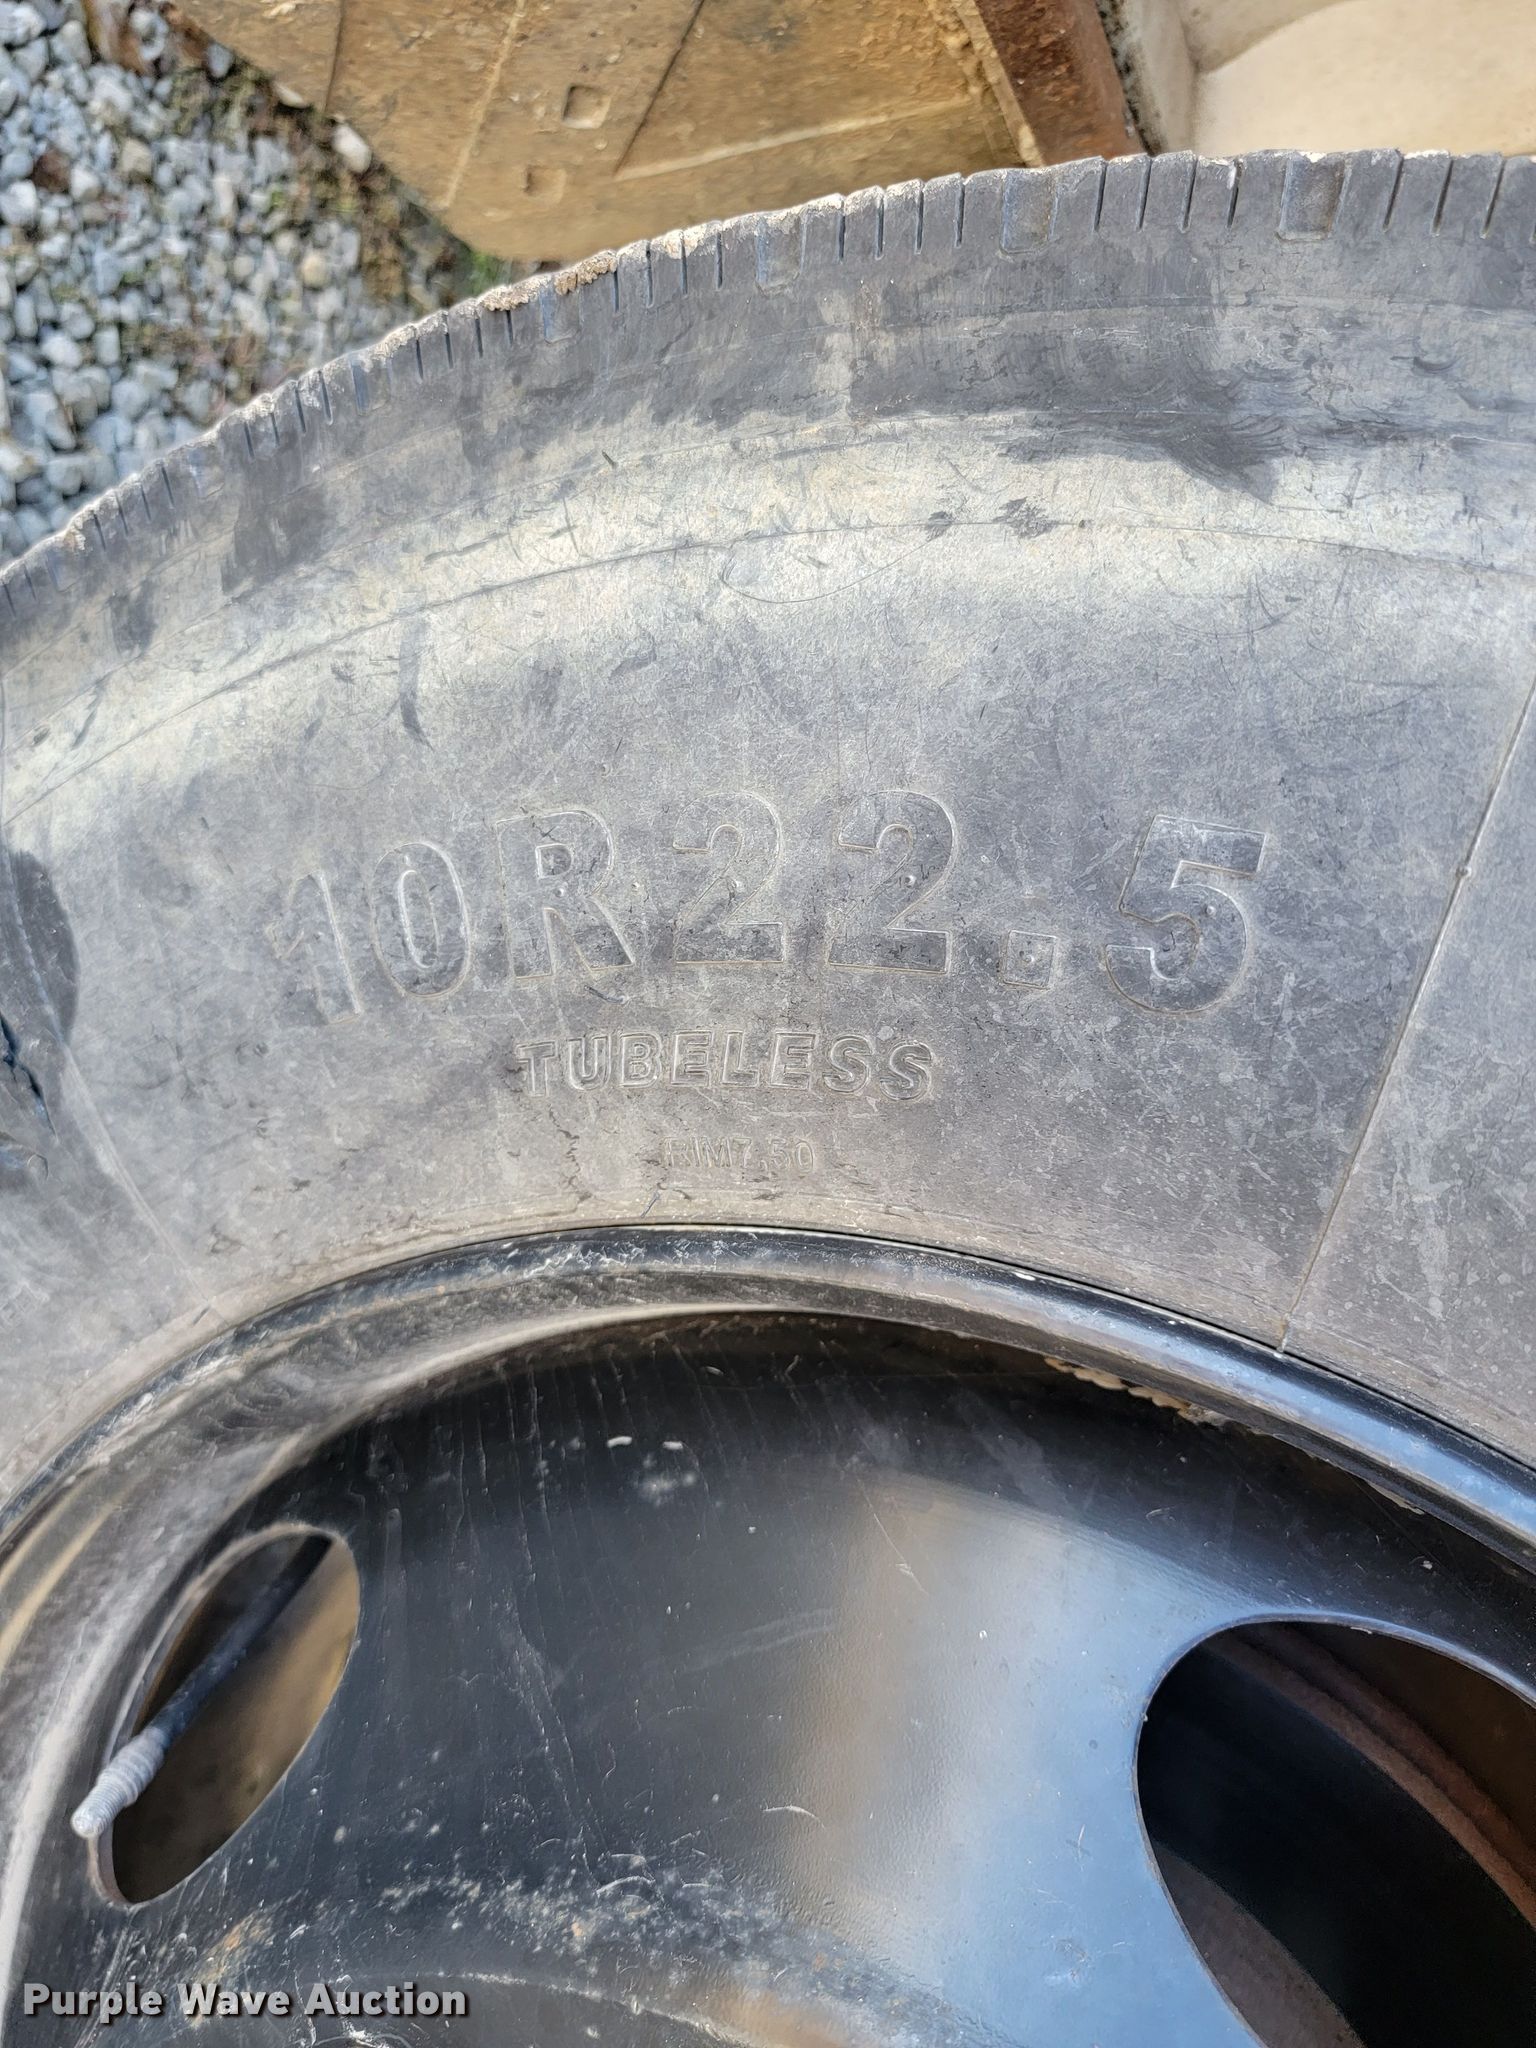 10R22.5
TUBELESS
RIM7.50
Purple Wave Auction